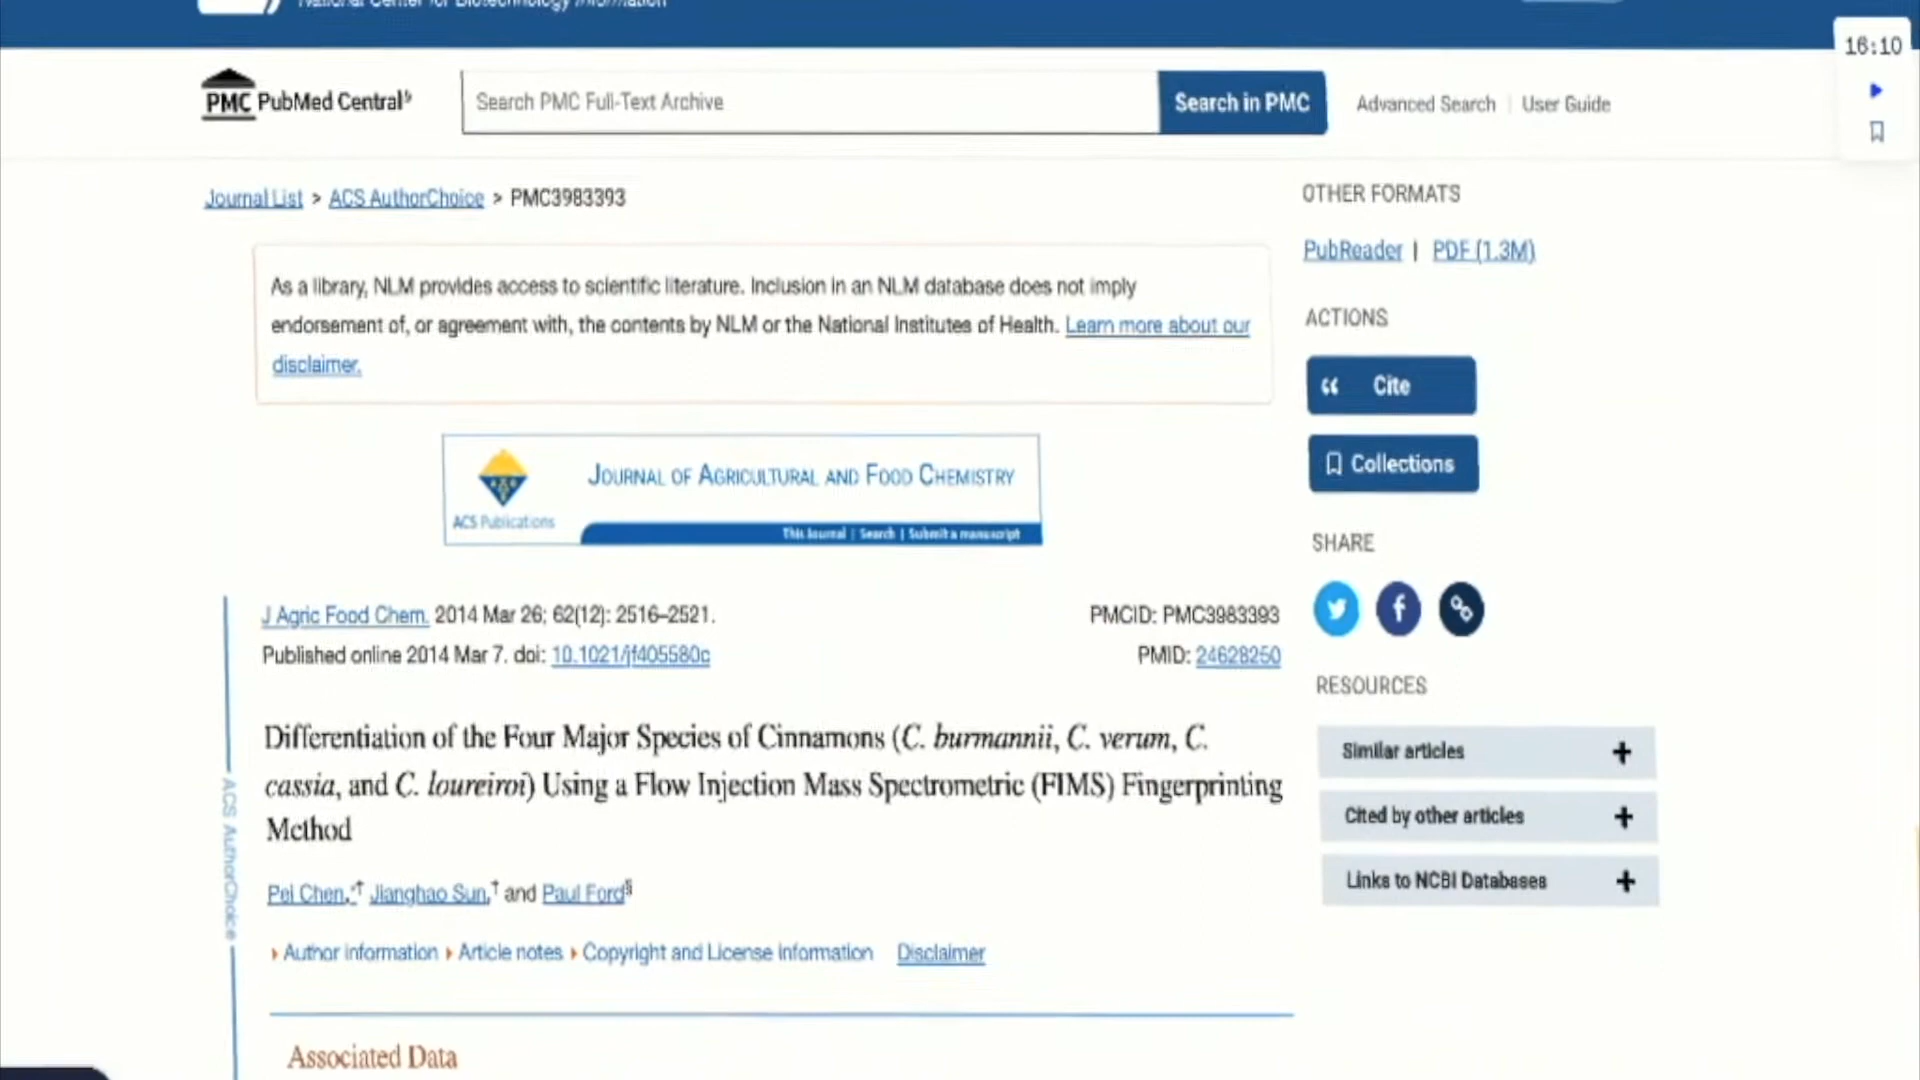 National Center for Biotechnology Information
16:10
PMC PubMed Central
Search PMC Full-Text Archive
Search in PMC
Advanced Search | User Guide
Journal List > ACS AuthorChoice > PMC3983393
As a library, NLM provides access to scientific literature. Inclusion in an NLM database does not imply
endorsement of, or agreement with, the contents by NLM or the National Institutes of Health. Learn more about our
disclaimer.
ACS Publications
JOURNAL OF AGRICULTURAL AND FOOD CHEMISTRY
This Journal | Search | Submit a manuscript
J Agric Food Chem. 2014 Mar 26; 62(12): 2516–2521.
Published online 2014 Mar 7. doi: 10.1021/jf405580c
PMCID: PMC3983393
PMID: 24628250
Differentiation of the Four Major Species of Cinnamons (C. burmannii, C. verum, C.
cassia, and C. loureiroi) Using a Flow Injection Mass Spectrometric (FIMS) Fingerprinting
Method
Pei Chen,*† Jianghao Sun,† and Paul Ford§
Author information Article notes Copyright and License information Disclaimer
ACS AuthorChoice
Associated Data
OTHER FORMATS
PubReader | PDF (1.3M)
ACTIONS
Cite
Collections
SHARE
RESOURCES
Similar articles +
Cited by other articles +
Links to NCBI Databases +